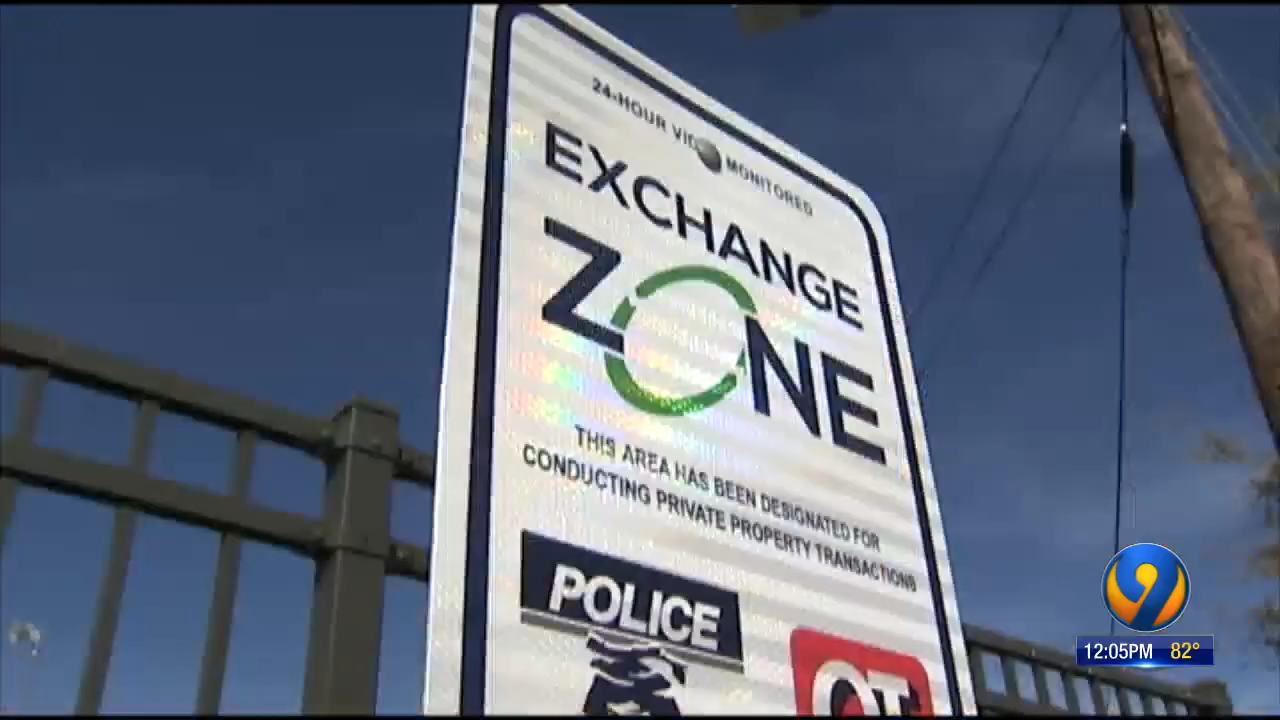 24-HOUR VIDEO MONITORED
EXCHANGE
ZONE
THIS AREA HAS BEEN DESIGNATED FOR
CONDUCTING PRIVATE PROPERTY TRANSACTIONS
POLICE
QT
9
12:05PM 82°